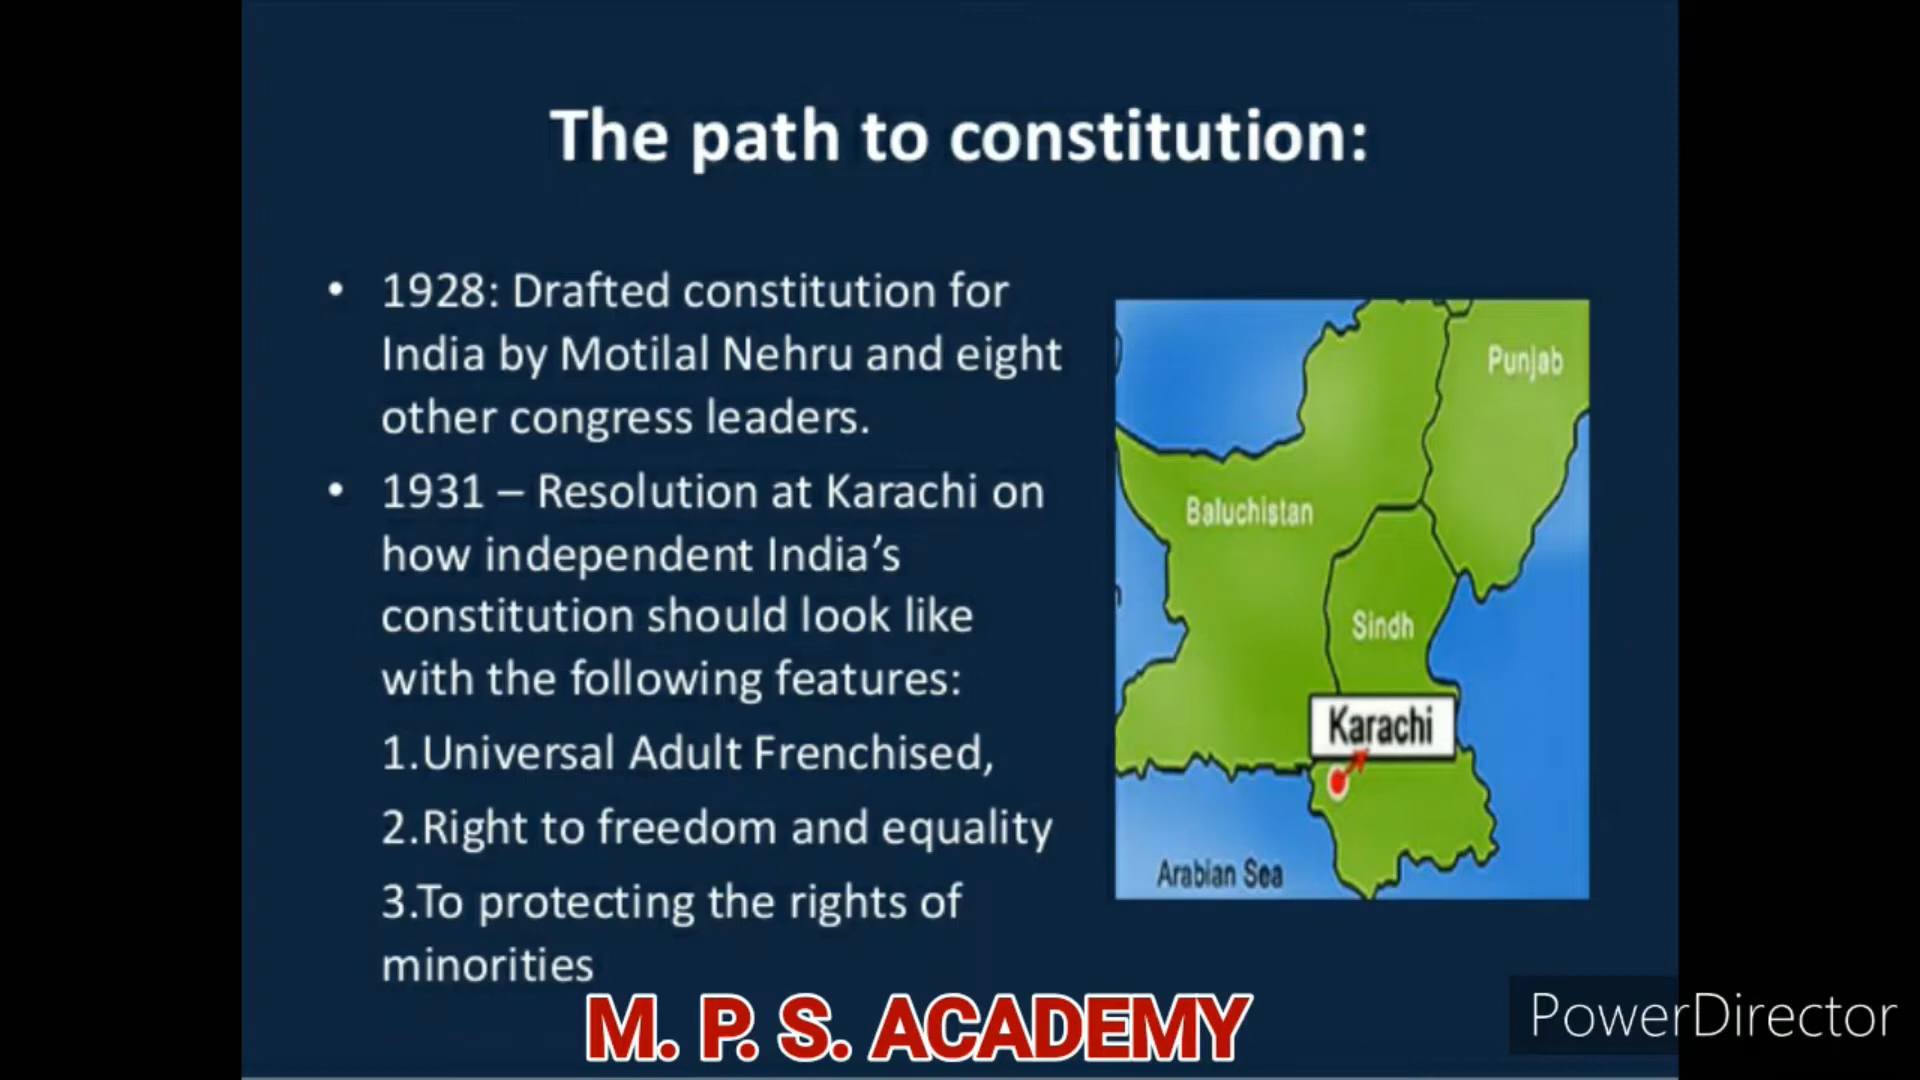 The path to constitution:
• 1928: Drafted constitution for
India by Motilal Nehru and eight
other congress leaders.
• 1931 – Resolution at Karachi on
how independent India's
constitution should look like
with the following features:
1.Universal Adult Frenchised,
2.Right to freedom and equality
3.To protecting the rights of
minorities
Punjab
Baluchistan
Sindh
Karachi
Arabian Sea
M. P. S. ACADEMY
PowerDirector